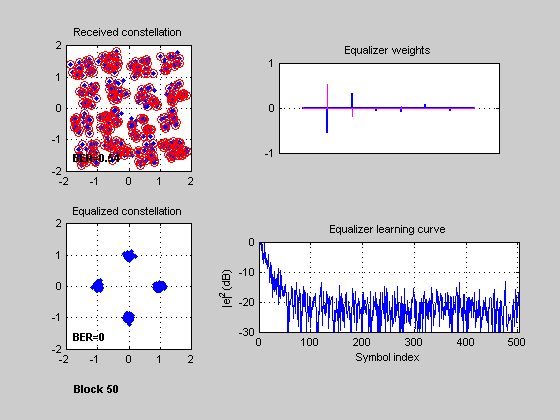 Received constellation
2
1
0
-1
-2
-2 -1 0 1 2
BER=0.54
Equalizer weights
1
0
-1
Equalized constellation
2
1
0
-1
-2
-2 -1 0 1 2
BER=0
Equalizer learning curve
|e|² (dB)
0
-10
-20
-30
0 100 200 300 400 500
Symbol index
Block 50